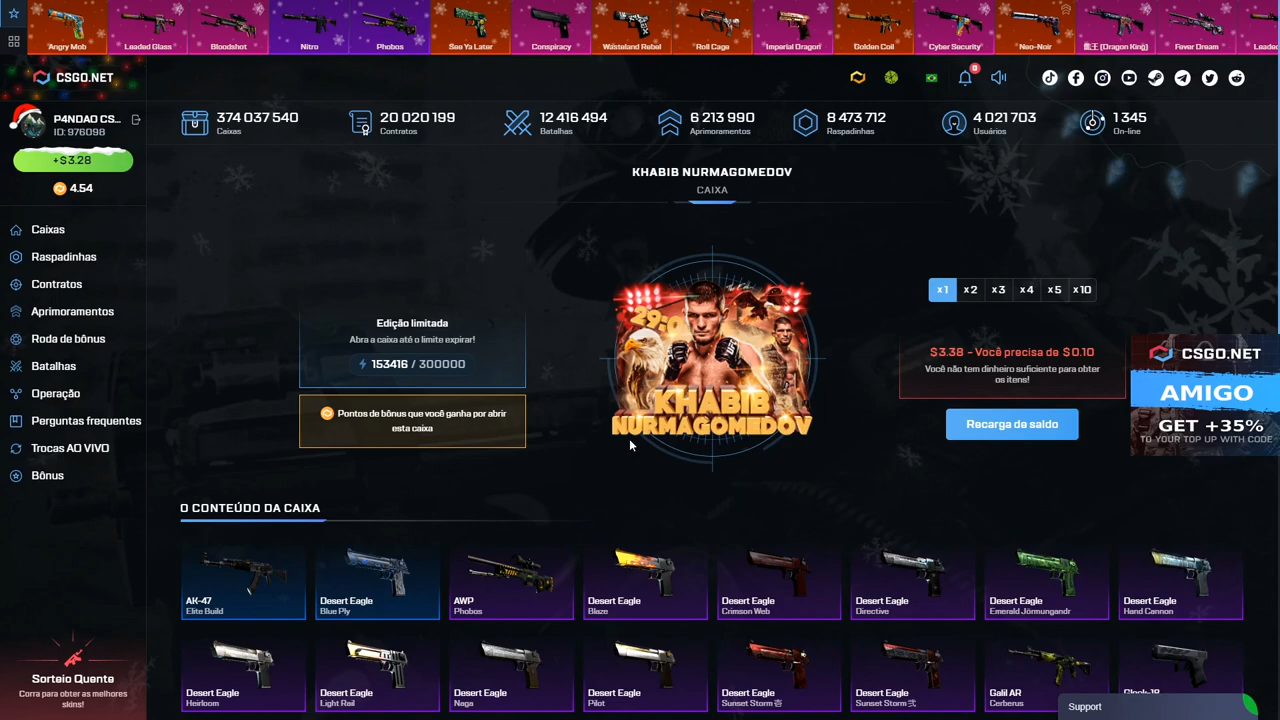 Angry Mob
Leaded Glass
Bloodshot
Nitro
Phobos
See Ya Later
Conspiracy
Wasteland Rebel
Roll Cage
Imperial Dragon
Golden Coil
Cyber Security
Neo-Noir
龍王 (Dragon King)
Fever Dream
Leaded
CSGO.NET
P4NDAO CS...
ID: 976098
+$3.28
4.54
374 037 540
Caixas
20 020 199
Contratos
12 416 494
Batalhas
6 213 990
Aprimoramentos
8 473 712
Raspadinhas
4 021 703
Usuários
1 345
On-line
KHABIB NURMAGOMEDOV
CAIXA
Caixas
Raspadinhas
Contratos
Aprimoramentos
Roda de bônus
Batalhas
Operação
Perguntas frequentes
Trocas AO VIVO
Bônus
Sorteio Quente
Corra para obter as melhores
skins!
Edição limitada
Abra a caixa até o limite expirar!
153416 / 300000
Pontos de bônus que você ganha por abrir
esta caixa
29:0
UFC
KHABIB
NURMAGOMEDOV
x1 x2 x3 x4 x5 x10
$3.38 - Você precisa de $0.10
Você não tem dinheiro suficiente para obter
os itens!
Recarga de saldo
CSGO.NET
AMIGO
GET +35%
TO YOUR TOP UP WITH CODE
O CONTEÚDO DA CAIXA
AK-47
Elite Build
Desert Eagle
Blue Ply
AWP
Phobos
Desert Eagle
Blaze
Desert Eagle
Crimson Web
Desert Eagle
Directive
Desert Eagle
Emerald Jörmungandr
Desert Eagle
Hand Cannon
Desert Eagle
Heirloom
Desert Eagle
Light Rail
Desert Eagle
Naga
Desert Eagle
Pilot
Desert Eagle
Sunset Storm 壱
Desert Eagle
Sunset Storm 弐
Galil AR
Cerberus
Glock-18
Support